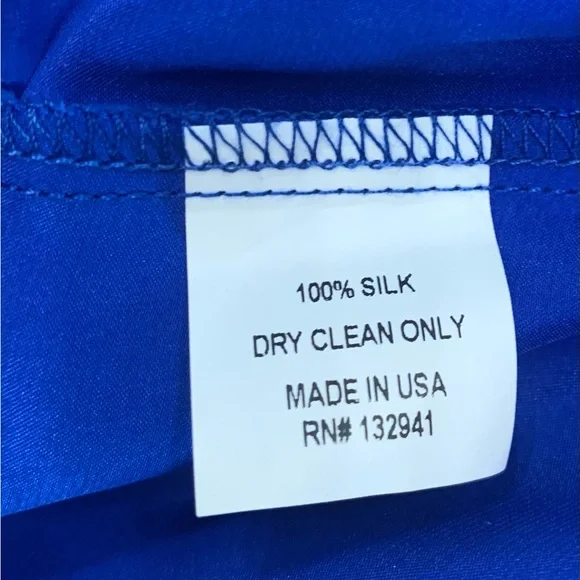 100% SILK
DRY CLEAN ONLY
MADE IN USA
RN# 132941